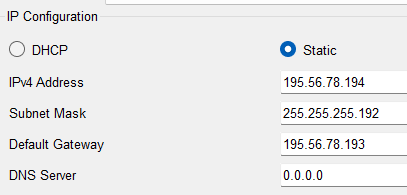 IP Configuration
DHCP Static
IPv4 Address 195.56.78.194
Subnet Mask 255.255.255.192
Default Gateway 195.56.78.193
DNS Server 0.0.0.0